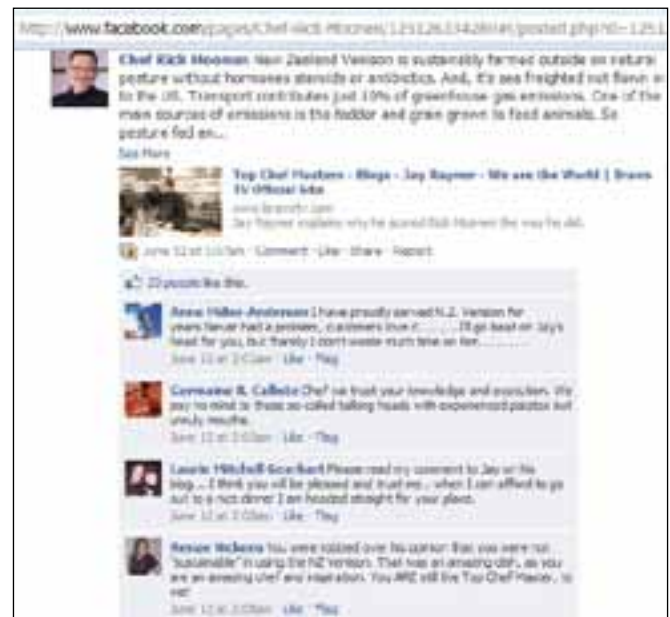 http://www.facebook.com/pages/Chef-Rick-Moonen/
Chef Rick Moonen New Zealand Venison is sustainably farmed outside on natural
pasture without hormones steroids or antibiotics. And, it's sea freighted not flown in
to the US. Transport contributes just 10% of greenhouse gas emissions. One of the
main sources of emissions is the fodder and grain grown to feed animals. So
pasture fed an...
See More
Top Chef Masters - Blogs - Jay Rayner - We are the World | Bravo
TV Official Site
www.bravotv.com
Jay Rayner explains why he scored Rick Moonen the way he did.
June 12 at · Comment · Like · Share · Report
23 people like this.
I have proudly served N.Z. Venison for
years Never had a problem, customers love it......... I'll go beat on Jay's
head for you, but frankly I don't waste much time on him.
June 12 at 2:02am · Like · Flag
Germaine R. Chef we trust your knowledge and We
pay no mind to those so-called talking heads with experienced palates but
unruly mouths.
June 12 at 2:03am · Like · Flag
Laurie Mitchell Please read my comment to Jay on his
blog... I think you will be pleased and trust me... when I can afford to go
out to a nice dinner I am headed straight for your place.
June 12 at · Like · Flag
Renee You were robbed over his opinion that you were not
"sustainable" in using the NZ Venison. That was an amazing dish, as you
are an amazing chef and inspiration. You ARE still the Top Chef Master, to
me!
June 12 at · Like · Flag